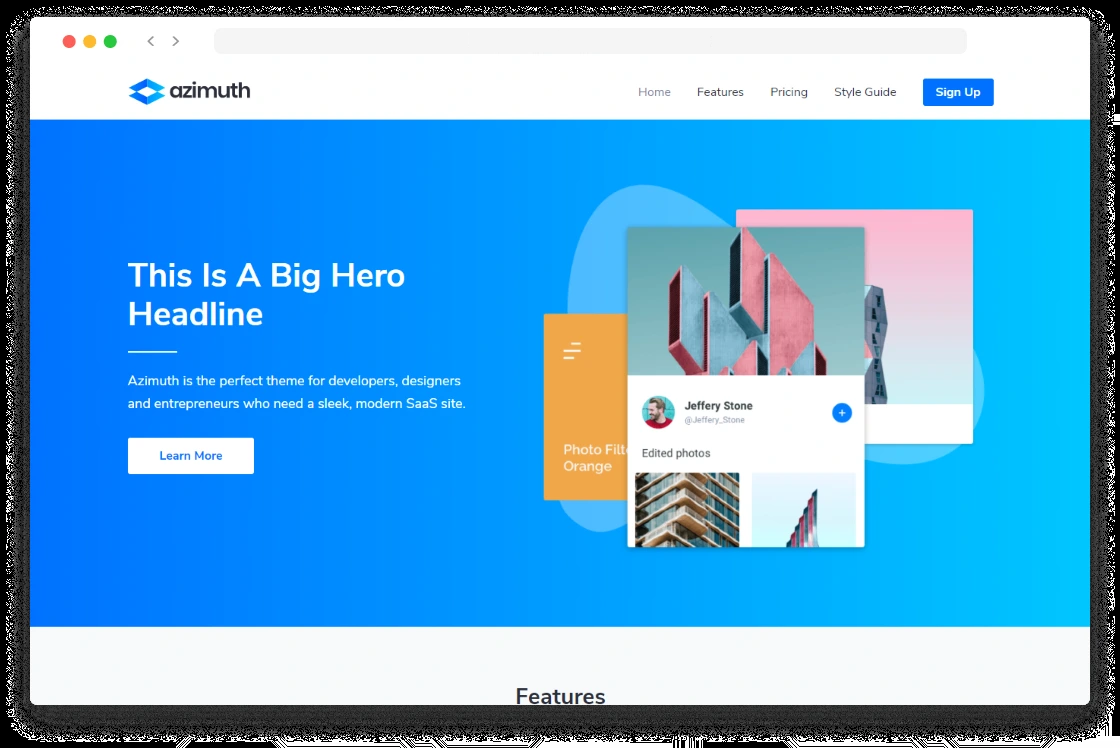 azimuth
Home Features Pricing Style Guide Sign Up
This Is A Big Hero
Headline
Azimuth is the perfect theme for developers, designers
and entrepreneurs who need a sleek, modern SaaS site.
Learn More
Photo Filt
Orange
Jeffery Stone
@Jeffery_Stone
Edited photos
Features